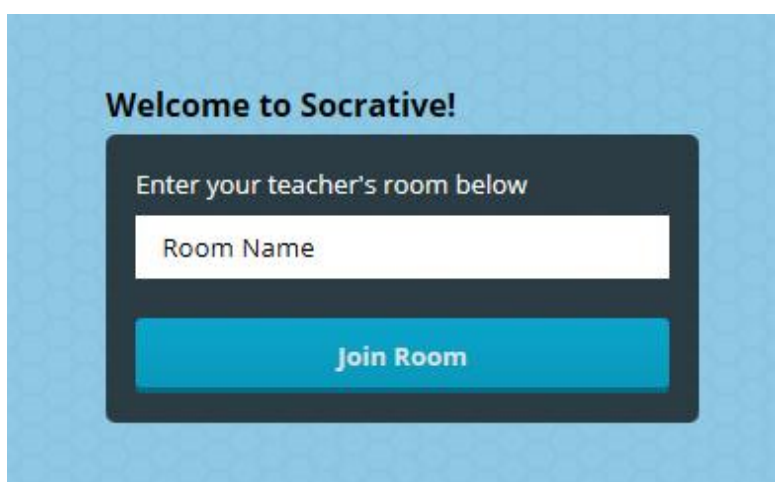 Welcome to Socrative!
Enter your teacher's room below
Room Name
Join Room